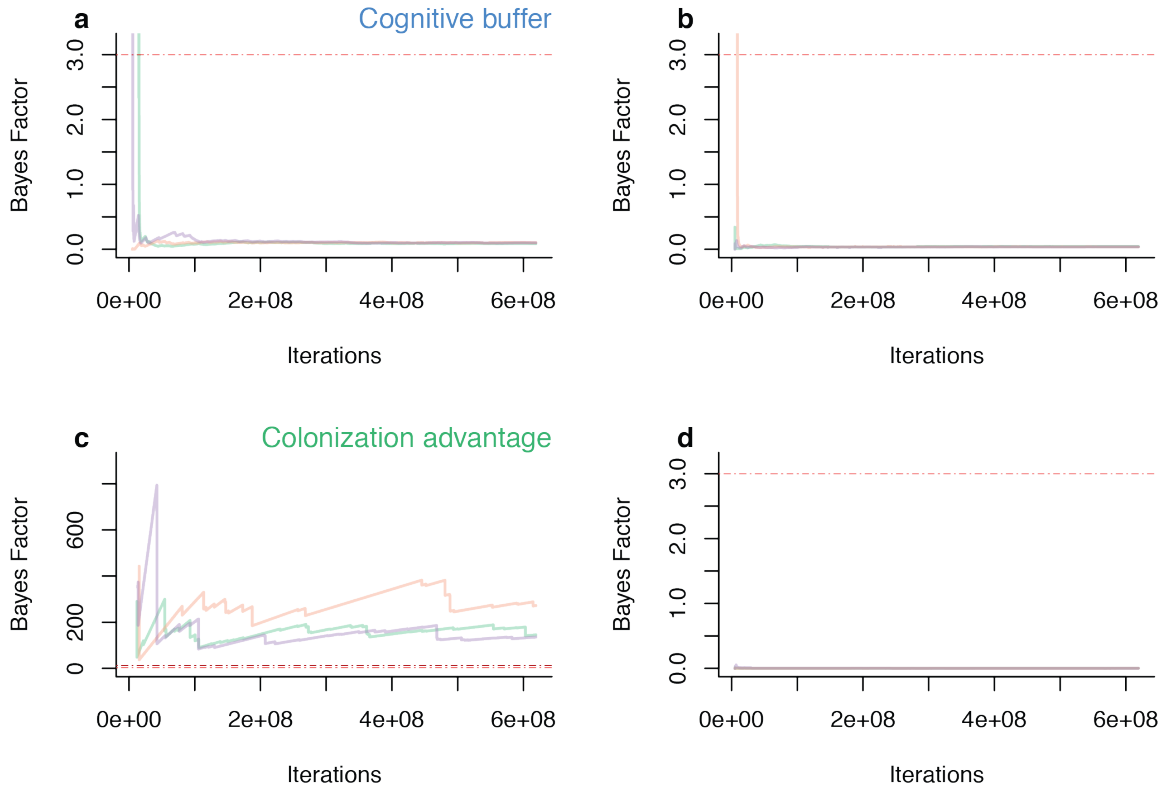 a
Cognitive buffer
Bayes Factor
3.0
2.0
1.0
0.0
0e+00 2e+08 4e+08 6e+08
Iterations
b
Bayes Factor
3.0
2.0
1.0
0.0
0e+00 2e+08 4e+08 6e+08
Iterations
c
Colonization advantage
Bayes Factor
600
200
0
0e+00 2e+08 4e+08 6e+08
Iterations
d
Bayes Factor
3.0
2.0
1.0
0.0
0e+00 2e+08 4e+08 6e+08
Iterations